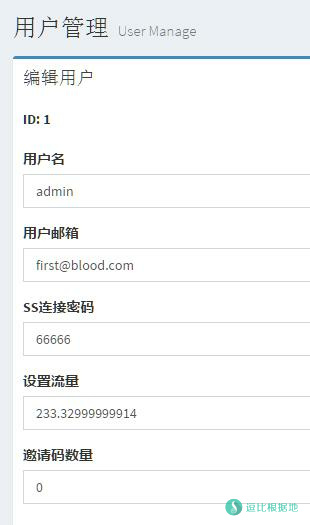 用户管理 User Manage
编辑用户
ID: 1
用户名
admin
用户邮箱
first@blood.com
SS连接密码
66666
设置流量
233.32999999914
邀请码数量
0
逗比根据地